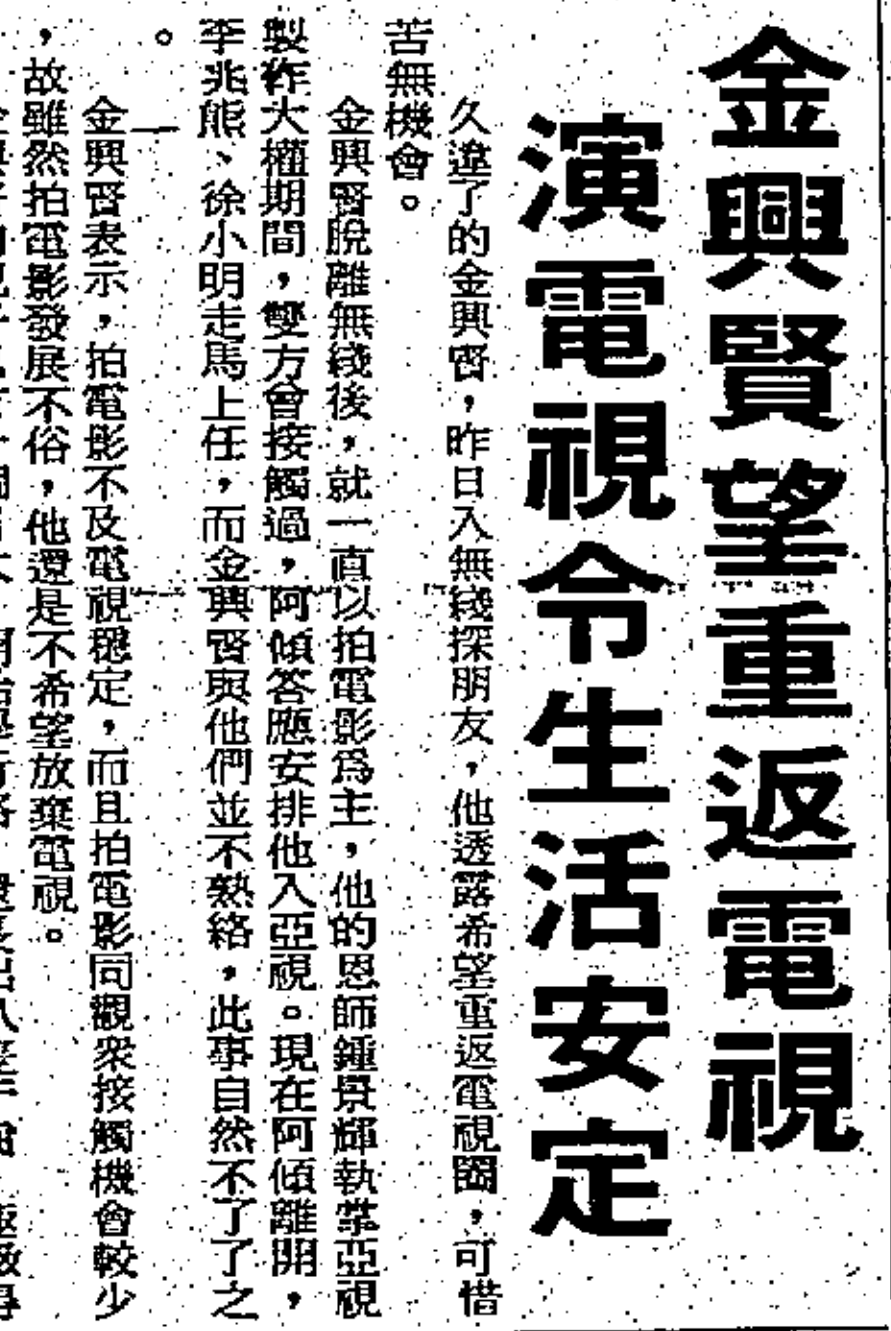 金興賢望重返電視
演電視令生活安定
久違了的金興賢，昨日入無綫探朋友，他透露希望重返電視圈，可惜
苦無機會。
金興賢脫離無綫後，就一直以拍電影爲主，他的恩師鍾景輝執掌亞視
製作大權期間，雙方曾接觸過，阿傾答應安排他入亞視。現在阿傾離開，
李兆熊、徐小明走馬上任，而金興賢與他們並不熟絡，此事自然不了了之
。
金興賢表示，拍電影不及電視穩定，而且拍電影同觀衆接觸機會較少
，故雖然拍電影發展不俗，他還是不希望放棄電視。